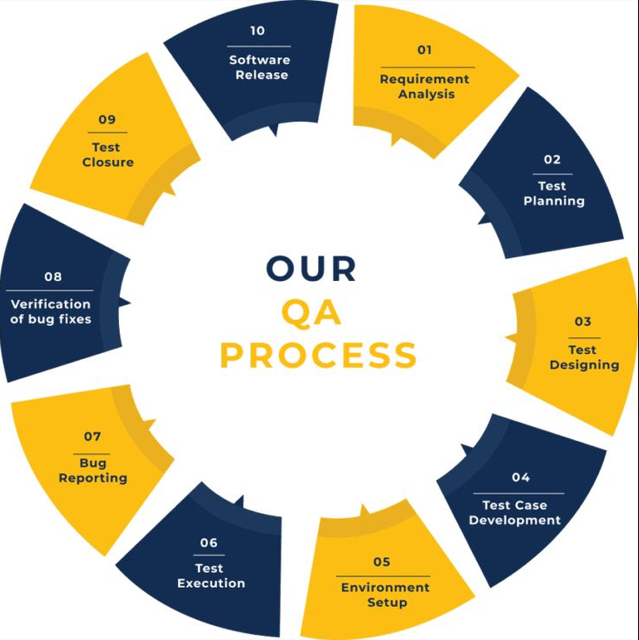 OUR
QA
PROCESS
01
Requirement
Analysis
02
Test
Planning
03
Test
Designing
04
Test Case
Development
05
Environment
Setup
06
Test
Execution
07
Bug
Reporting
08
Verification
of bug fixes
09
Test
Closure
10
Software
Release